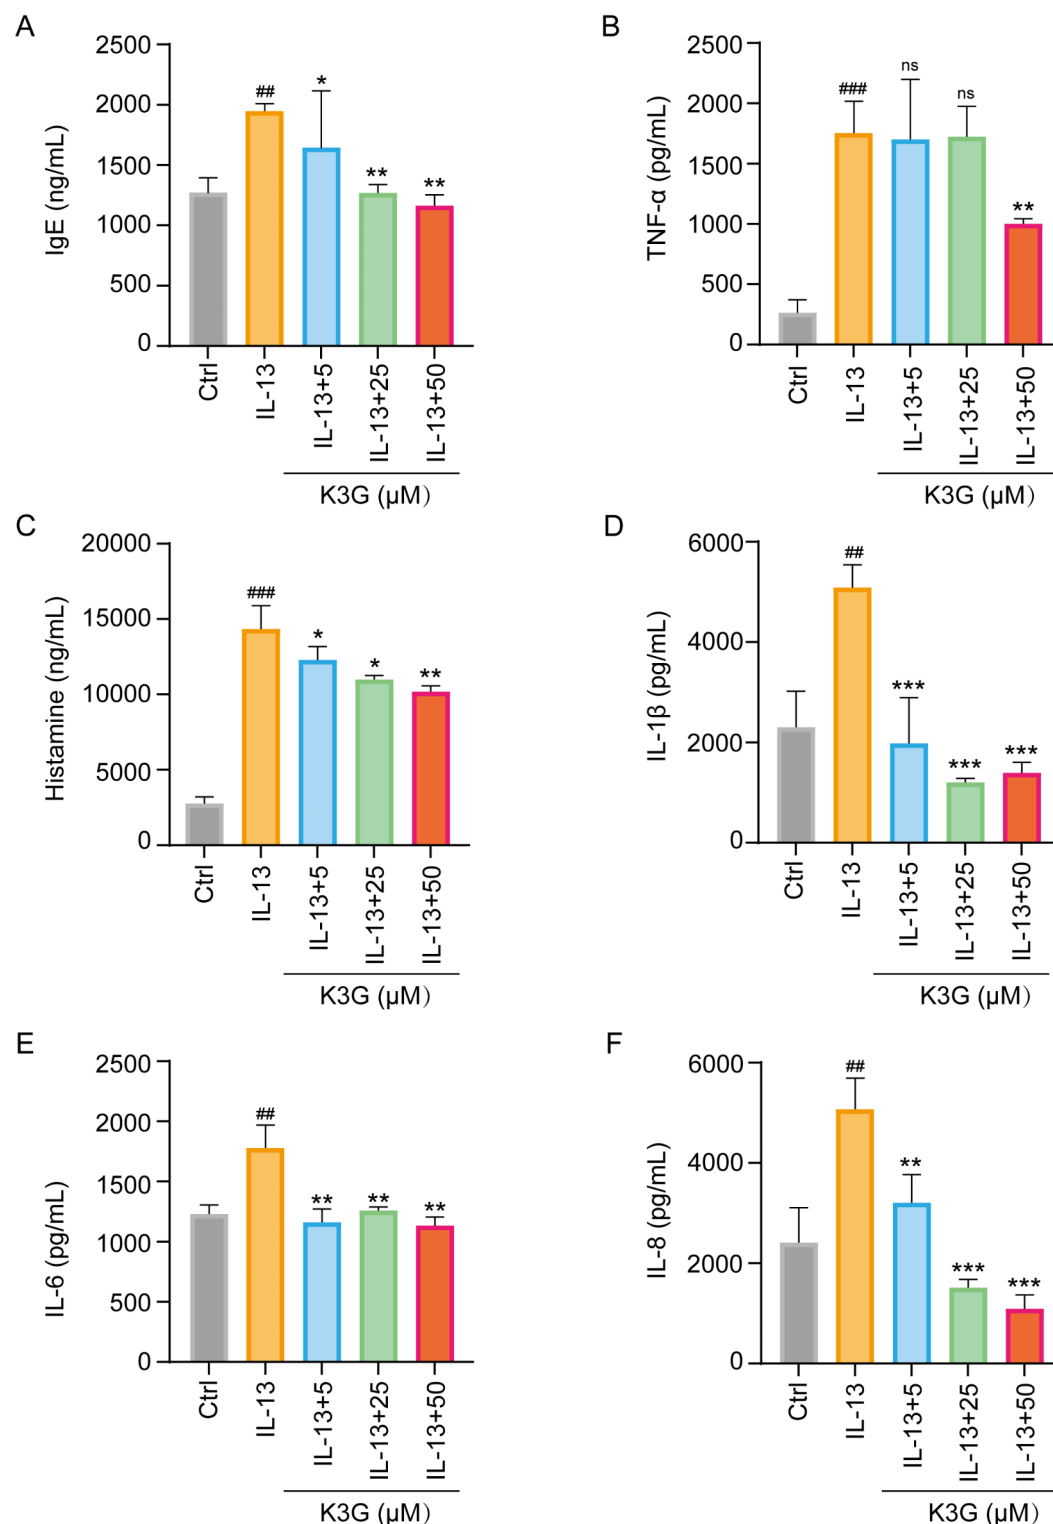 A
IgE (ng/mL)
2500
2000
1500
1000
500
0
##
*
**
**
Ctrl
IL-13
IL-13+5
IL-13+25
IL-13+50
K3G (μM)
B
TNF-α (pg/mL)
2500
2000
1500
1000
500
0
###
ns
ns
**
Ctrl
IL-13
IL-13+5
IL-13+25
IL-13+50
K3G (μM)
C
Histamine (ng/mL)
20000
15000
10000
5000
0
###
*
*
**
Ctrl
IL-13
IL-13+5
IL-13+25
IL-13+50
K3G (μM)
D
IL-1β (pg/mL)
6000
4000
2000
0
##
***
***
***
Ctrl
IL-13
IL-13+5
IL-13+25
IL-13+50
K3G (μM)
E
IL-6 (pg/mL)
2500
2000
1500
1000
500
0
##
**
**
**
Ctrl
IL-13
IL-13+5
IL-13+25
IL-13+50
K3G (μM)
F
IL-8 (pg/mL)
6000
4000
2000
0
##
**
***
***
Ctrl
IL-13
IL-13+5
IL-13+25
IL-13+50
K3G (μM)